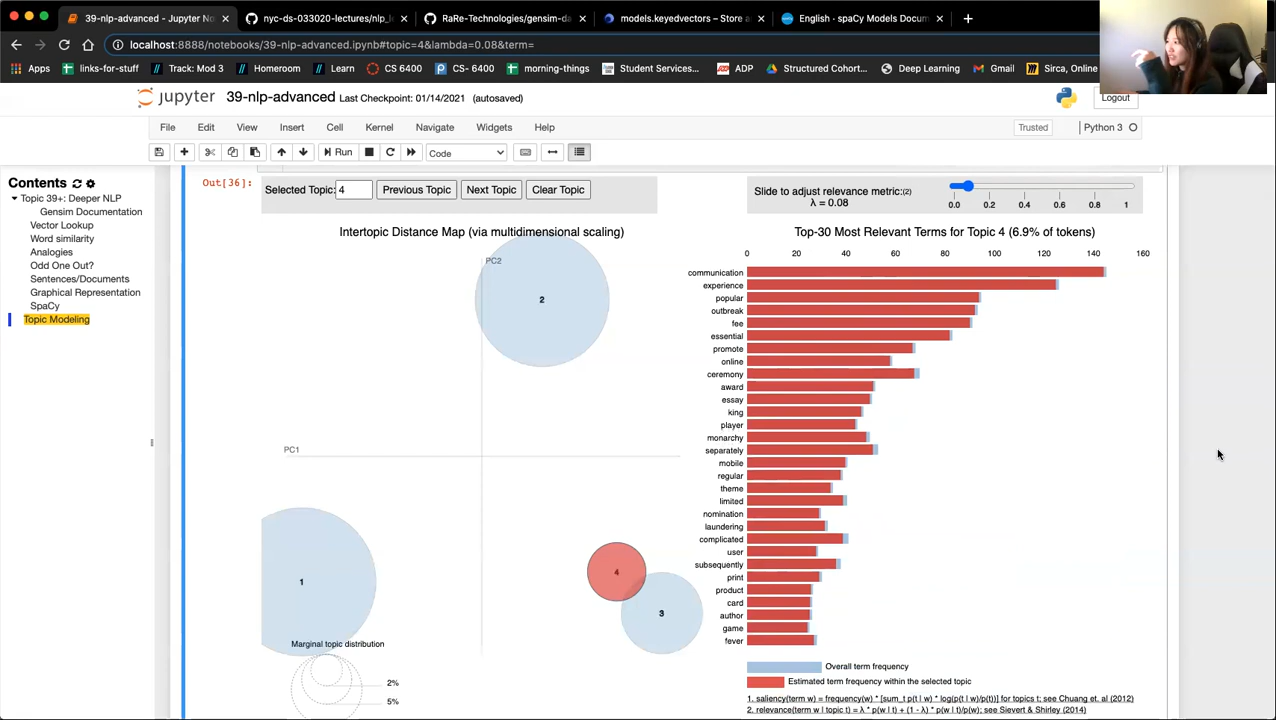 39-nlp-advanced - Jupyter No
nyc-ds-033020-lectures/nlp_l
RaRe-Technologies/gensim-da
models.keyedvectors – Store a
English · spaCy Models Docum
localhost:8888/notebooks/39-nlp-advanced.ipynb#topic=4&lambda=0.08&term=
Apps links-for-stuff Track: Mod 3 Homeroom Learn CS 6400 CS 6400 morning-things Student Services... ADP Structured Cohort... Deep Learning Gmail Sirca, Online
jupyter 39-nlp-advanced Last Checkpoint: 01/14/2021 (autosaved)
Logout
File Edit View Insert Cell Kernel Navigate Widgets Help
Trusted Python 3
Run Code
Contents
Topic 39+: Deeper NLP
Gensim Documentation
Vector Lookup
Word similarity
Analogies
Odd One Out?
Sentences/Documents
Graphical Representation
SpaCy
Topic Modeling
Out[36]:
Selected Topic: 4 Previous Topic Next Topic Clear Topic
Slide to adjust relevance metric:(2)
λ = 0.08
0.0 0.2 0.4 0.6 0.8 1
Intertopic Distance Map (via multidimensional scaling)
PC2
2
PC1
1
4
3
Marginal topic distribution
2%
5%
Top-30 Most Relevant Terms for Topic 4 (6.9% of tokens)
0 20 40 60 80 100 120 140 160
communication
experience
popular
outbreak
fee
essential
promote
online
ceremony
award
essay
king
player
monarchy
separately
mobile
regular
theme
limited
nomination
laundering
complicated
user
subsequently
print
product
card
author
game
fever
Overall term frequency
Estimated term frequency within the selected topic
1. saliency(term w) = frequency(w) * [sum_t p(t | w) * log(p(t | w)/p(t))] for topics t; see Chuang et. al (2012)
2. relevance(term w | topic t) = λ * p(w | t) + (1 - λ) * p(w | t)/p(w); see Sievert & Shirley (2014)